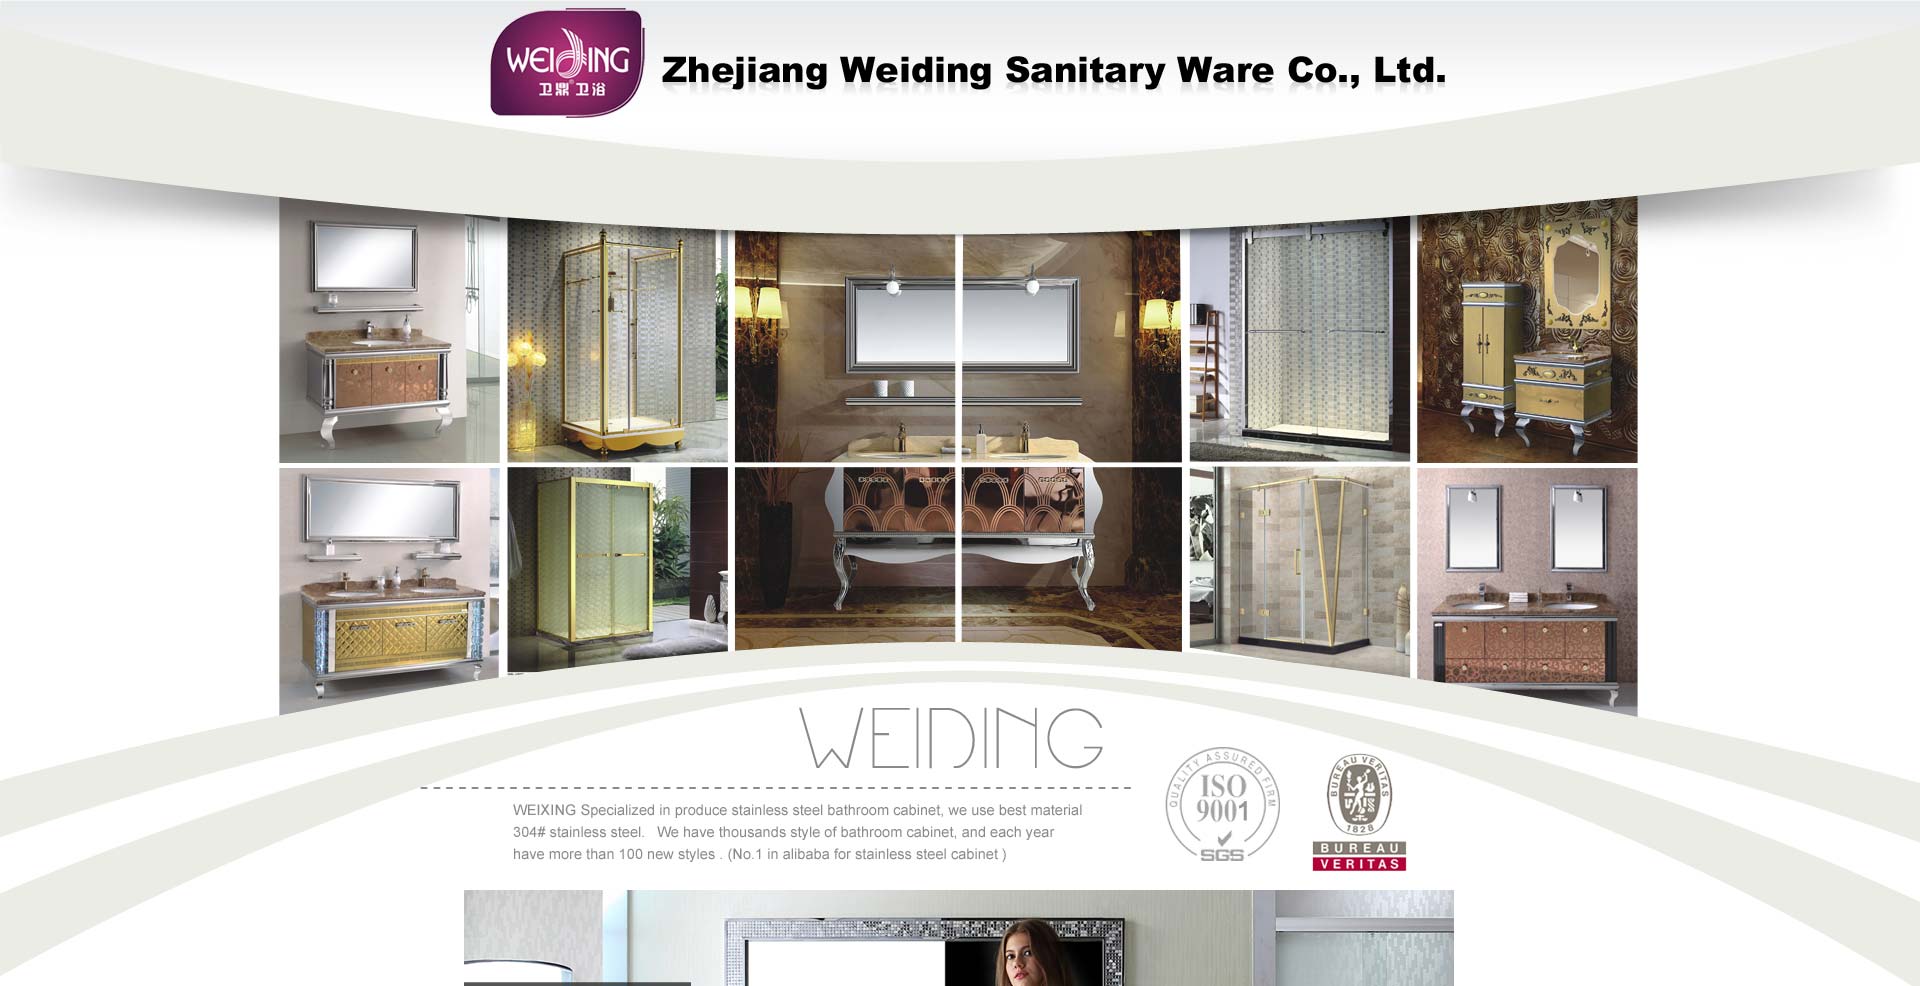 WEIDING
卫鼎卫浴
Zhejiang Weiding Sanitary Ware Co., Ltd.
WEIDING
WEIXING Specialized in produce stainless steel bathroom cabinet, we use best material
304# stainless steel. We have thousands style of bathroom cabinet, and each year
have more than 100 new styles . (No.1 in alibaba for stainless steel cabinet )
QUALITY ASSURED FIRM
ISO
9001
SGS
BUREAU VERITAS
1828
BUREAU
VERITAS